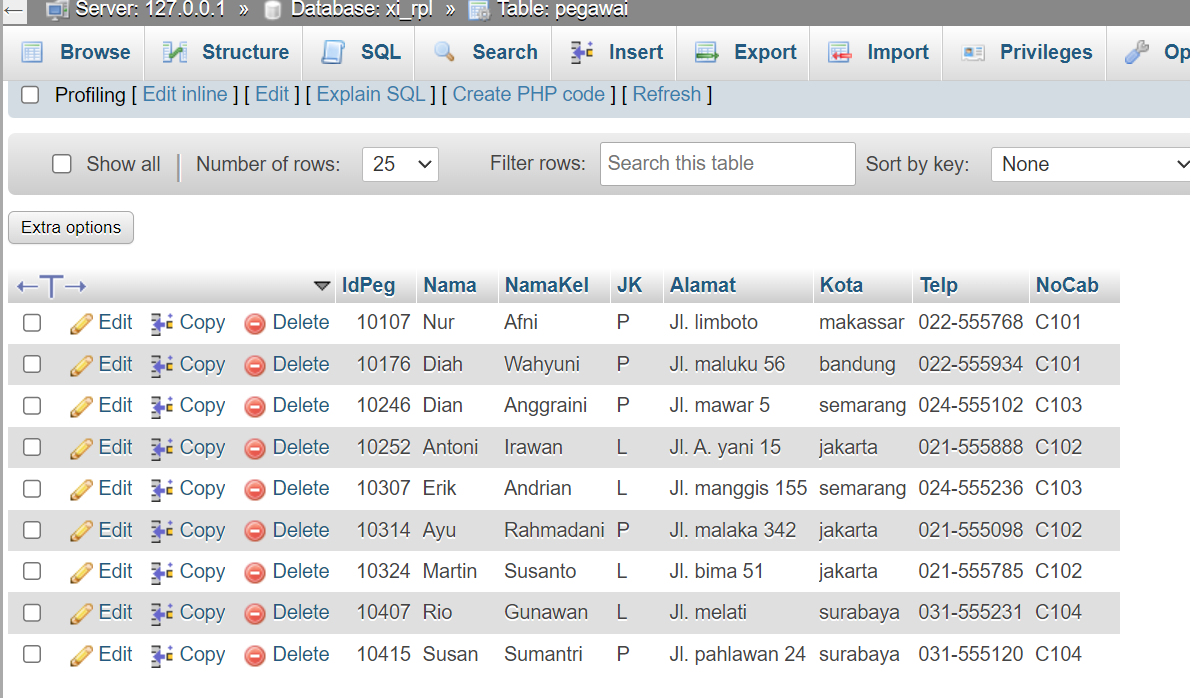 Server: 127.0.0.1 » Database: xi_rpl » Table: pegawai
Browse Structure SQL Search Insert Export Import Privileges Op
Profiling [ Edit inline ] [ Edit ] [ Explain SQL ] [ Create PHP code ] [ Refresh ]
Show all Number of rows: 25 Filter rows: Search this table Sort by key: None
Extra options
←T→ IdPeg Nama NamaKel JK Alamat Kota Telp NoCab
Edit Copy Delete 10107 Nur Afni P Jl. limboto makassar 022-555768 C101
Edit Copy Delete 10176 Diah Wahyuni P Jl. maluku 56 bandung 022-555934 C101
Edit Copy Delete 10246 Dian Anggraini P Jl. mawar 5 semarang 024-555102 C103
Edit Copy Delete 10252 Antoni Irawan L Jl. A. yani 15 jakarta 021-555888 C102
Edit Copy Delete 10307 Erik Andrian L Jl. manggis 155 semarang 024-555236 C103
Edit Copy Delete 10314 Ayu Rahmadani P Jl. malaka 342 jakarta 021-555098 C102
Edit Copy Delete 10324 Martin Susanto L Jl. bima 51 jakarta 021-555785 C102
Edit Copy Delete 10407 Rio Gunawan L Jl. melati surabaya 031-555231 C104
Edit Copy Delete 10415 Susan Sumantri P Jl. pahlawan 24 surabaya 031-555120 C104